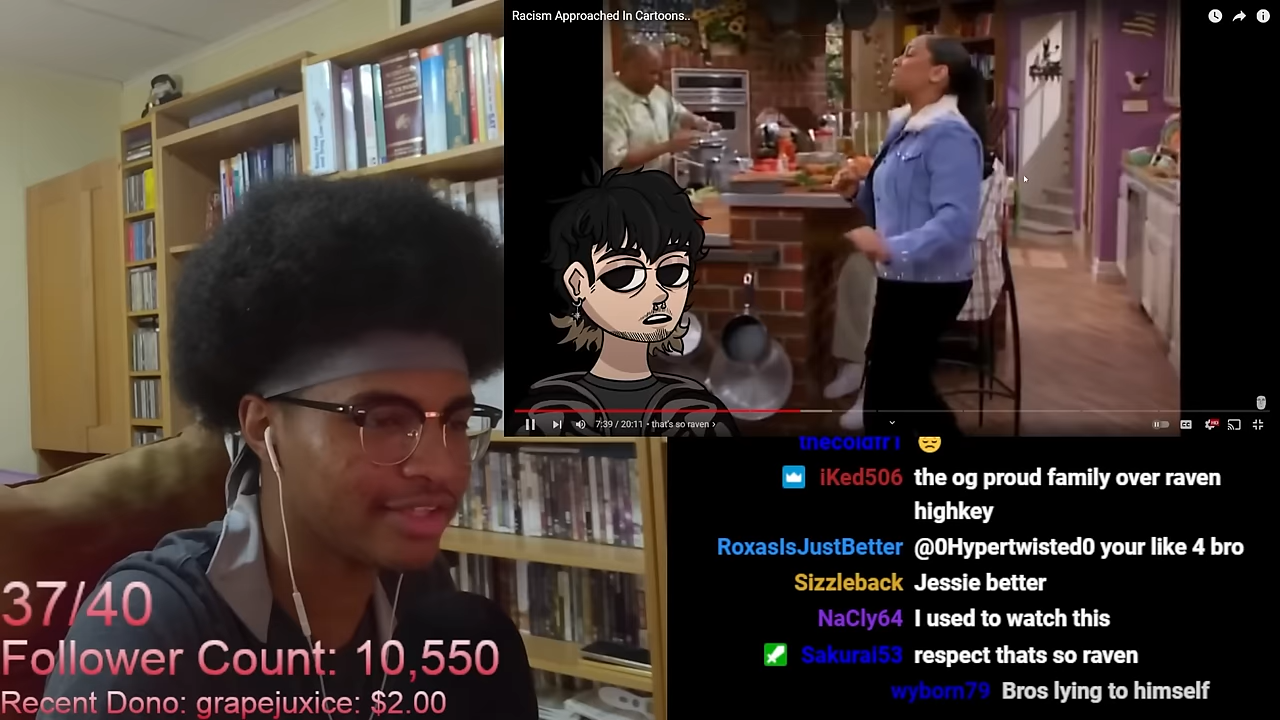 Racism Approached In Cartoons..
7:39 / 20:11 • that's so raven ›
thecoldfr1 😔
iKed506 the og proud family over raven
highkey
RoxasIsJustBetter @0Hypertwisted0 your like 4 bro
Sizzleback Jessie better
NaCly64 I used to watch this
Sakural53 respect thats so raven
wyborn79 Bros lying to himself
37/40
Follower Count: 10,550
Recent Dono: grapejuxice: $2.00